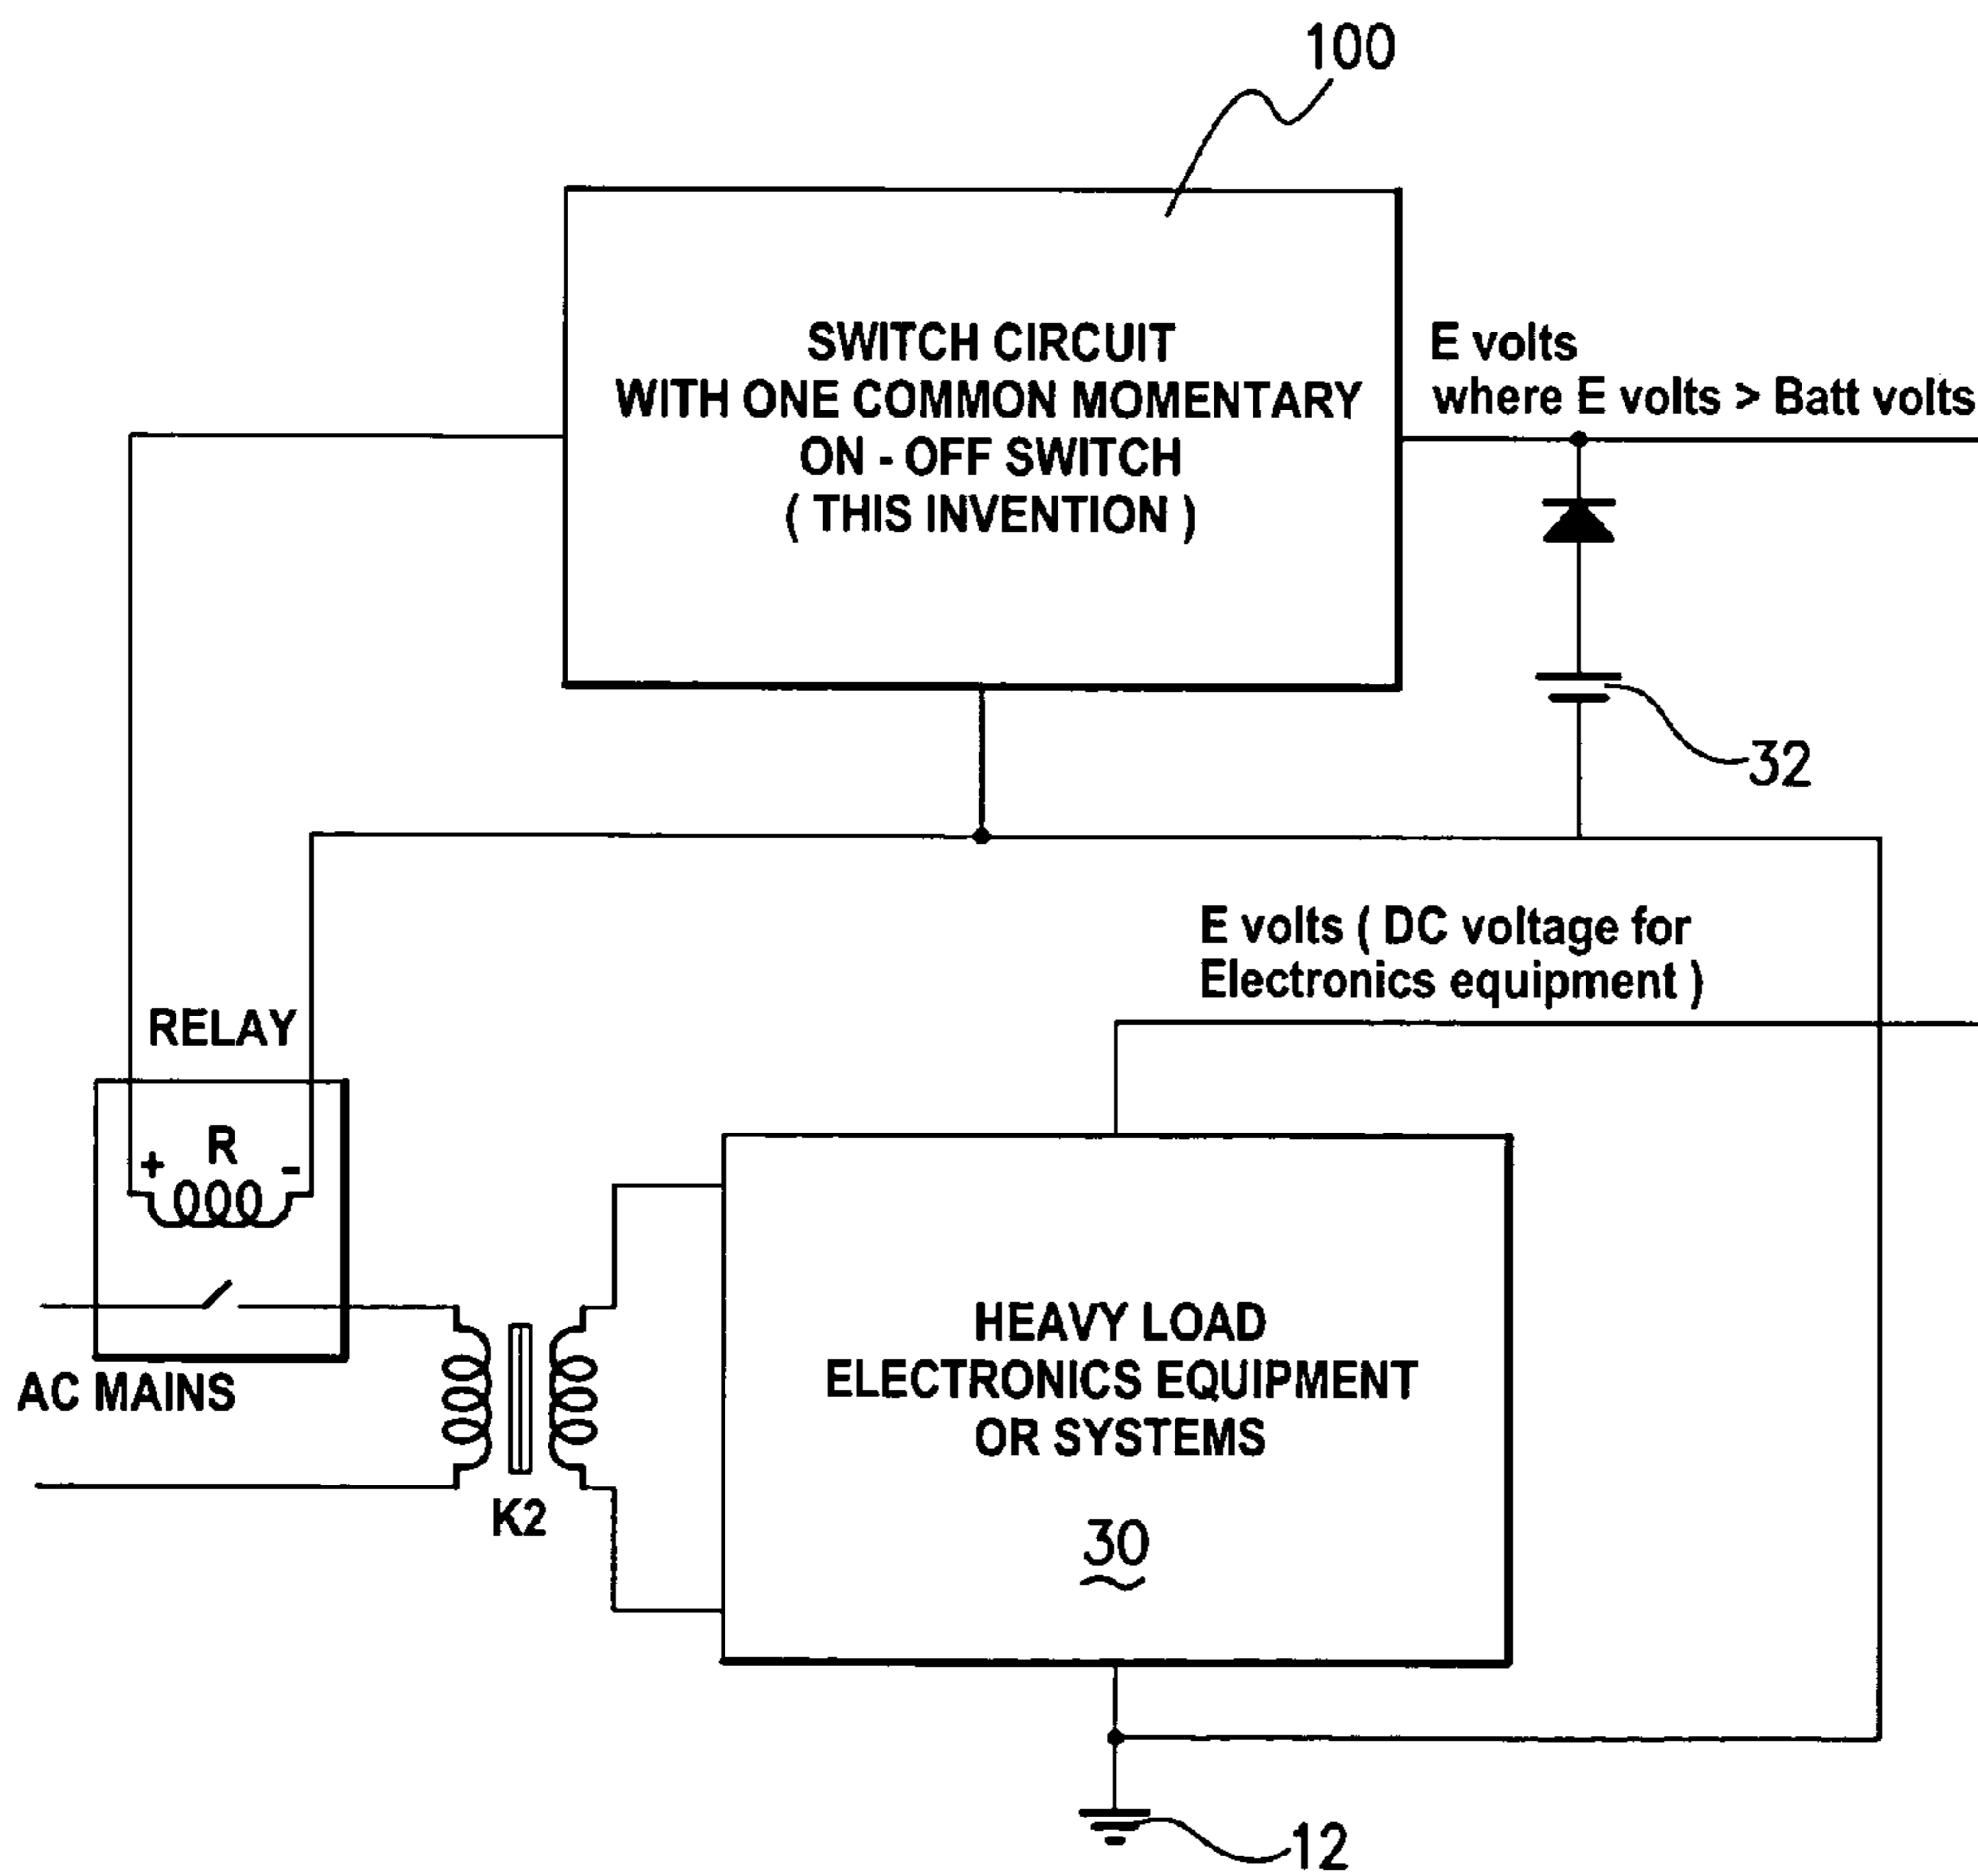 100
SWITCH CIRCUIT
WITH ONE COMMON MOMENTARY
ON - OFF SWITCH
( THIS INVENTION )
E volts
where E volts > Batt volts
32
E volts ( DC voltage for
Electronics equipment )
RELAY
+ R -
AC MAINS
K2
HEAVY LOAD
ELECTRONICS EQUIPMENT
OR SYSTEMS
30
12